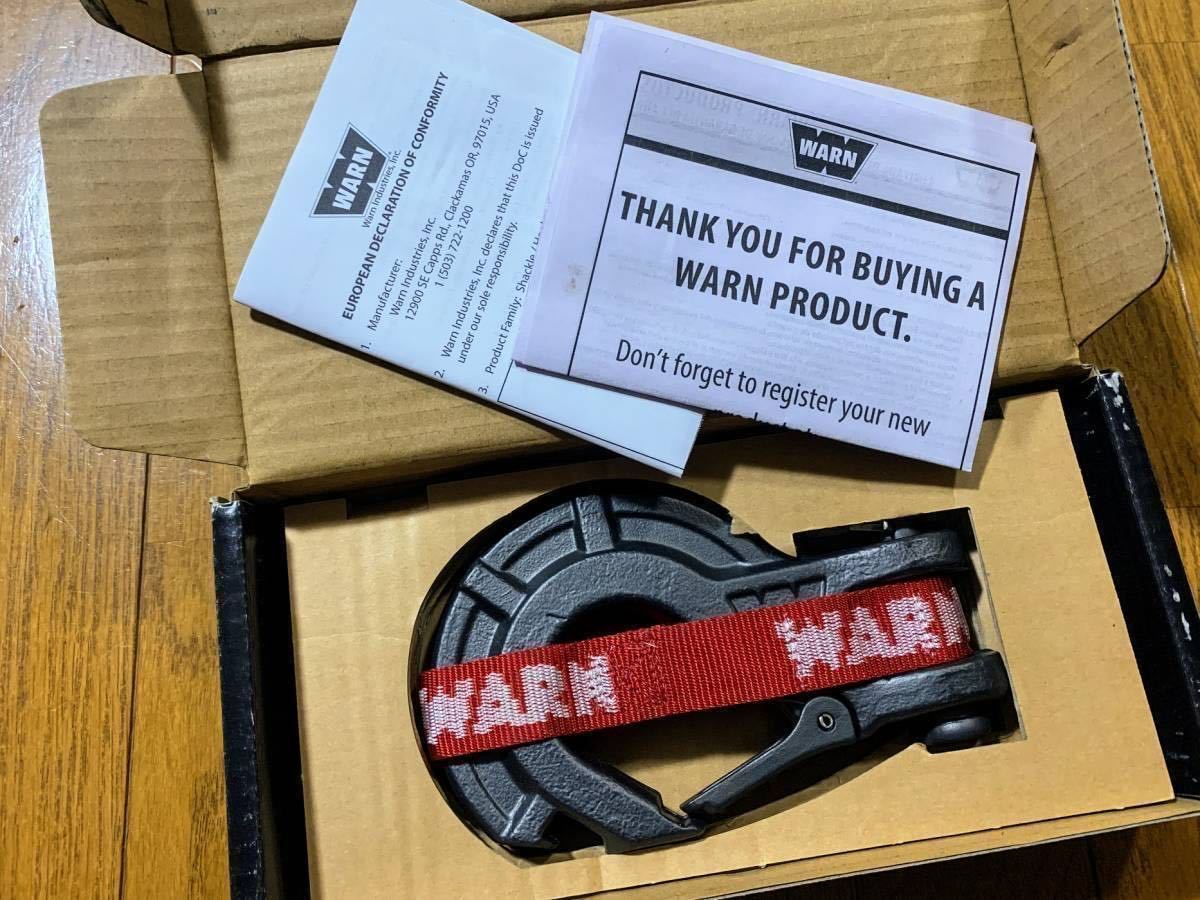 WARN
Warn Industries, Inc.
EUROPEAN DECLARATION OF CONFORMITY
1. Manufacturer:
Warn Industries, Inc.
12900 SE Capps Rd., Clackamas OR, 97015, USA
1 (503) 722-1200
2. Warn Industries, Inc. declares that this DoC is issued
under our sole responsibility.
3. Product Family: Shackle /
WARN
THANK YOU FOR BUYING A
WARN PRODUCT.
Don't forget to register your new
WARN
WAR